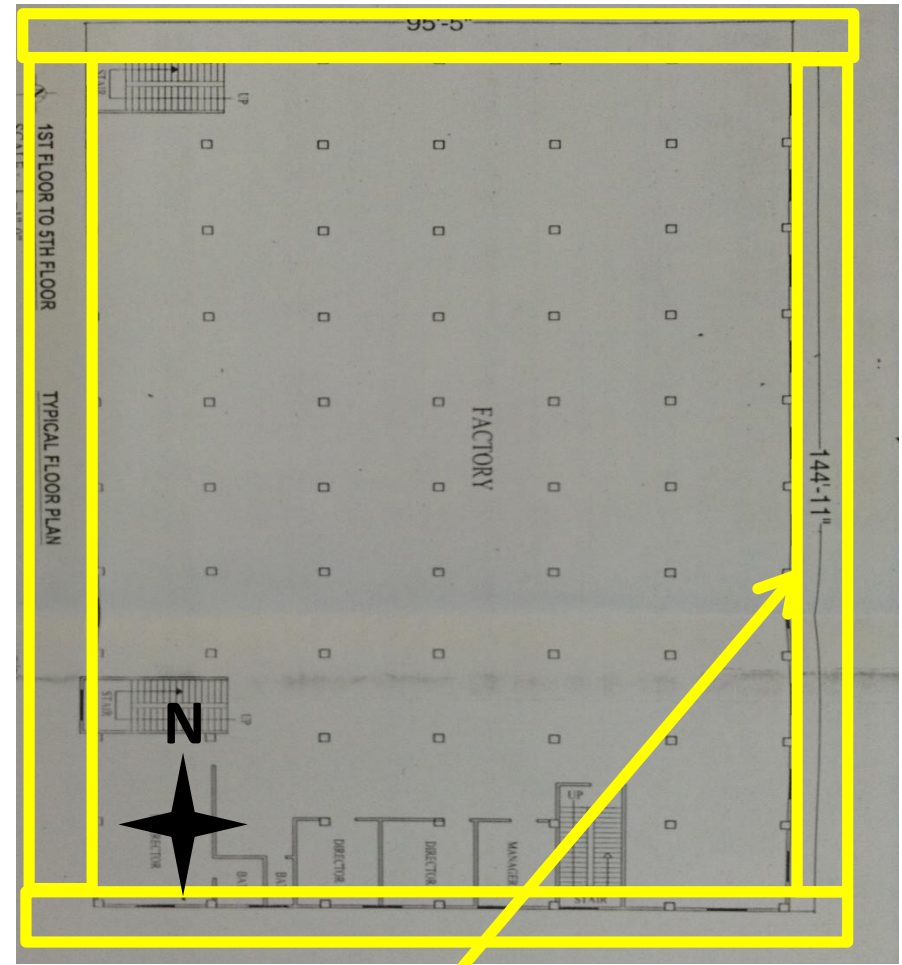 95'-5"
STAIR
UP
1ST FLOOR TO 5TH FLOOR
TYPICAL FLOOR PLAN
FACTORY
144'-11"
STAIR
UP
N
DIRECTOR
DIRECTOR
MANAGER
UP
STAIR